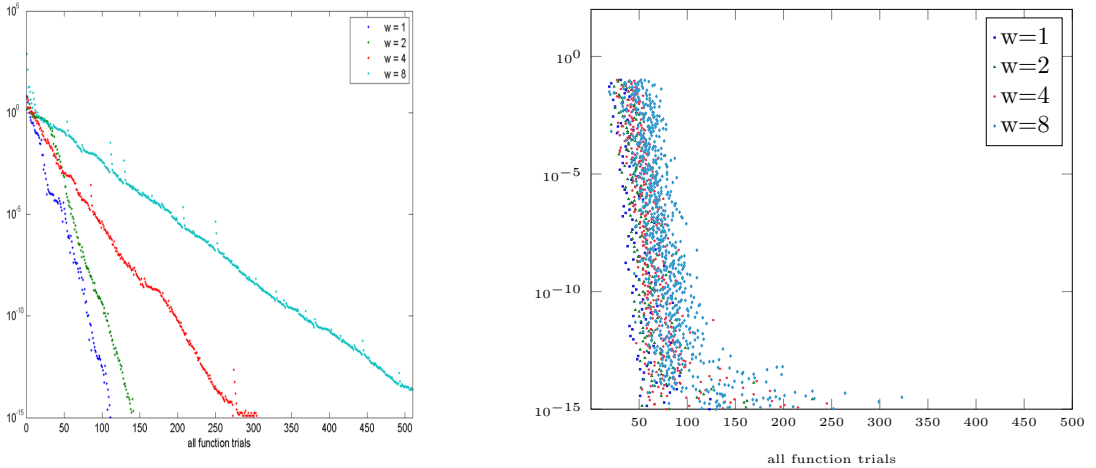 10^5
10^0
10^-5
10^-10
10^-15
0 50 100 150 200 250 300 350 400 450 500
all function trials
w = 1
w = 2
w = 4
w = 8
10^0
10^-5
10^-10
10^-15
50 100 150 200 250 300 350 400 450 500
all function trials
w=1
w=2
w=4
w=8